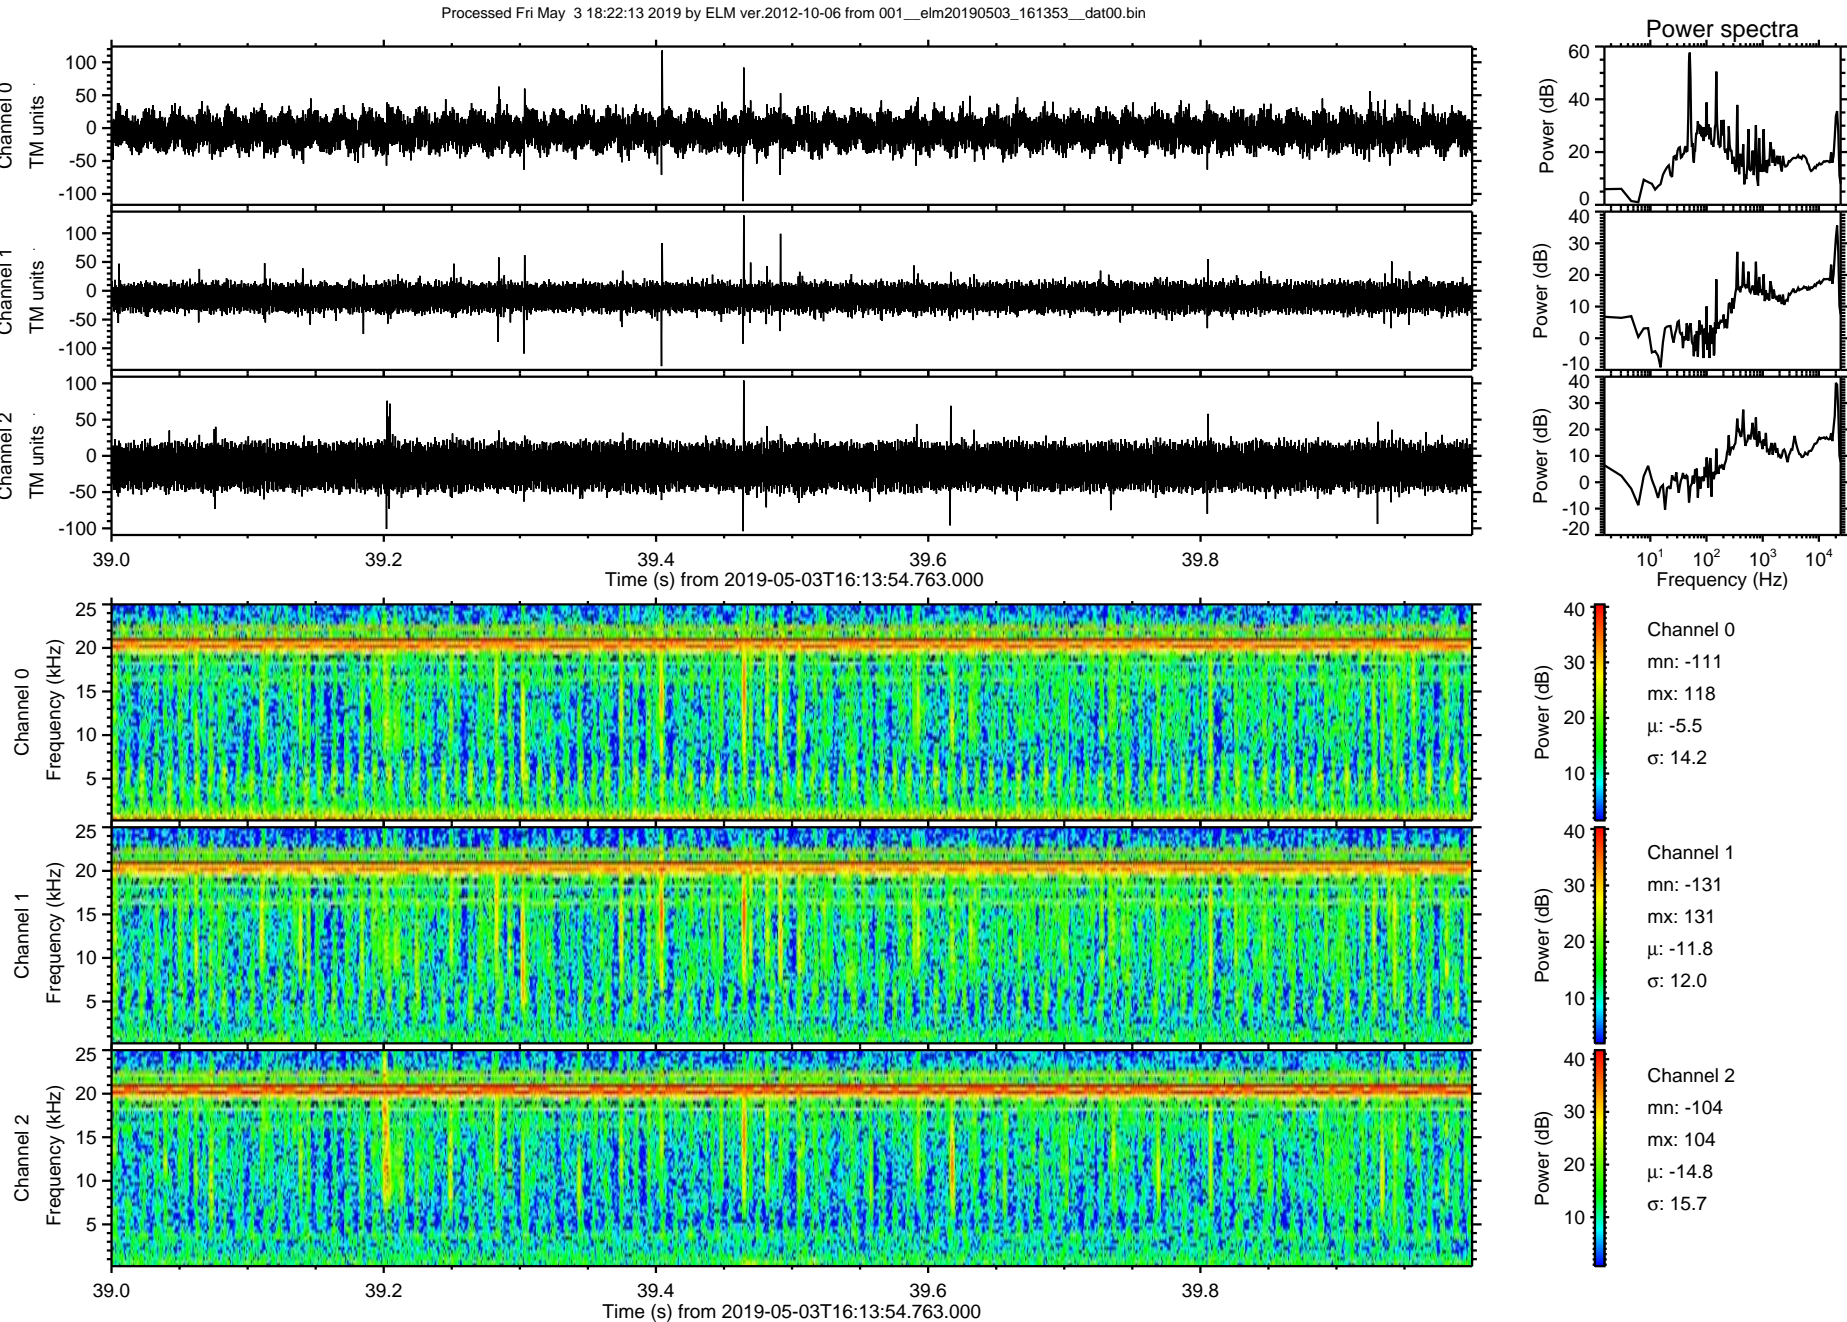 Processed Fri May  3 18:22:13 2019 by ELM ver.2012-10-06 from 001__elm20190503_161353__dat00.bin
Power spectra
Channel 0
TM units
100
50
0
-50
-100
Power (dB)
60
40
20
0
Channel 1
TM units
100
50
0
-50
-100
Power (dB)
40
30
20
10
0
-10
Channel 2
TM units
100
50
0
-50
-100
Power (dB)
40
30
20
10
0
-10
-20
39.0 39.2 39.4 39.6 39.8
Time (s) from 2019-05-03T16:13:54.763.000
10¹ 10² 10³ 10⁴
Frequency (Hz)
Channel 0
Frequency (kHz)
25
20
15
10
5
Power (dB)
40
30
20
10
Channel 0
mn: -111
mx: 118
μ: -5.5
σ: 14.2
Channel 1
Frequency (kHz)
25
20
15
10
5
Power (dB)
40
30
20
10
Channel 1
mn: -131
mx: 131
μ: -11.8
σ: 12.0
Channel 2
Frequency (kHz)
25
20
15
10
5
Power (dB)
40
30
20
10
Channel 2
mn: -104
mx: 104
μ: -14.8
σ: 15.7
39.0 39.2 39.4 39.6 39.8
Time (s) from 2019-05-03T16:13:54.763.000